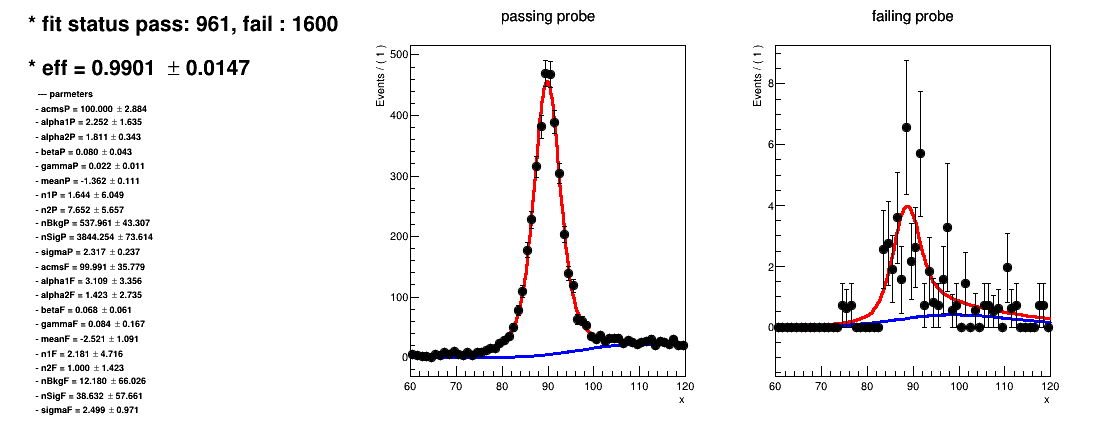 * fit status pass: 961, fail : 1600
* eff = 0.9901 ± 0.0147
--- parmeters
- acmsP = 100.000 ± 2.884
- alpha1P = 2.252 ± 1.635
- alpha2P = 1.811 ± 0.343
- betaP = 0.080 ± 0.043
- gammaP = 0.022 ± 0.011
- meanP = -1.362 ± 0.111
- n1P = 1.644 ± 6.049
- n2P = 7.652 ± 5.657
- nBkgP = 537.961 ± 43.307
- nSigP = 3844.254 ± 73.614
- sigmaP = 2.317 ± 0.237
- acmsF = 99.991 ± 35.779
- alpha1F = 3.109 ± 3.356
- alpha2F = 1.423 ± 2.735
- betaF = 0.068 ± 0.061
- gammaF = 0.084 ± 0.167
- meanF = -2.521 ± 1.091
- n1F = 2.181 ± 4.716
- n2F = 1.000 ± 1.423
- nBkgF = 12.180 ± 66.026
- nSigF = 38.632 ± 57.661
- sigmaF = 2.499 ± 0.971
passing probe
Events / ( 1 )
500
400
300
200
100
0
60 70 80 90 100 110 120
x
failing probe
Events / ( 1 )
8
6
4
2
0
60 70 80 90 100 110 120
x